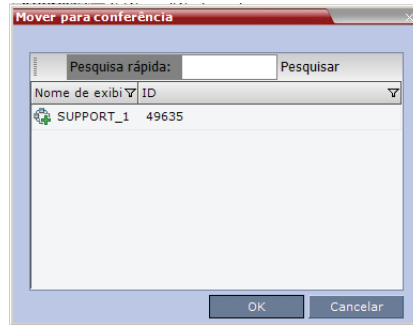 Mover para conferência
Pesquisa rápida: Pesquisar
Nome de exibi ID
SUPPORT_1 49635
OK Cancelar